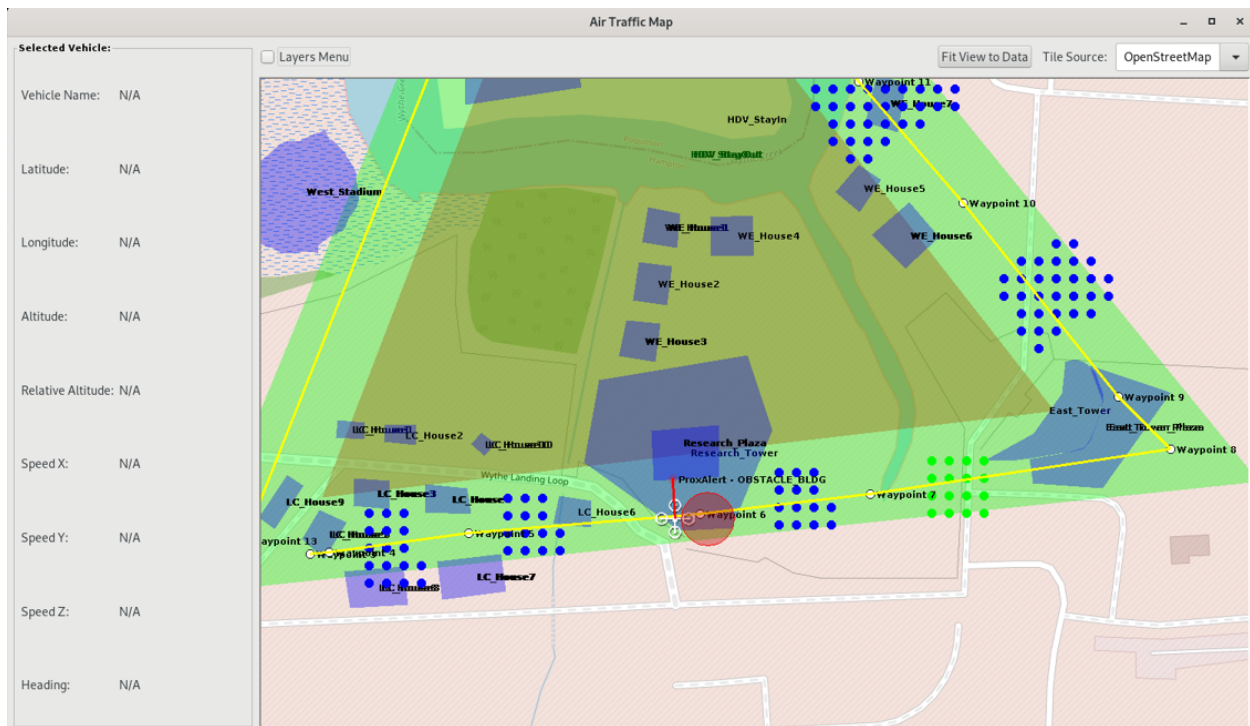 Air Traffic Map
Selected Vehicle:
Layers Menu
Fit View to Data
Tile Source:
OpenStreetMap
Vehicle Name: N/A
Latitude: N/A
Longitude: N/A
Altitude: N/A
Relative Altitude: N/A
Speed X: N/A
Speed Y: N/A
Speed Z: N/A
Heading: N/A
Waypoint 11
WE_House7
HDV_StayIn
HDV_StayOut
West_Stadium
WE_House5
Waypoint 10
WE_House4
WE_House6
WE_House2
WE_House3
Waypoint 9
East_Tower
LC_House2
Research_Plaza
Research_Tower
Waypoint 8
Wythe Landing Loop
ProxAlert - OBSTACLE_BLDG
LC_House9
LC_House3
LC_House
Waypoint 7
LC_House6
Waypoint 6
aypoint 13
Waypoint 4
LC_House7